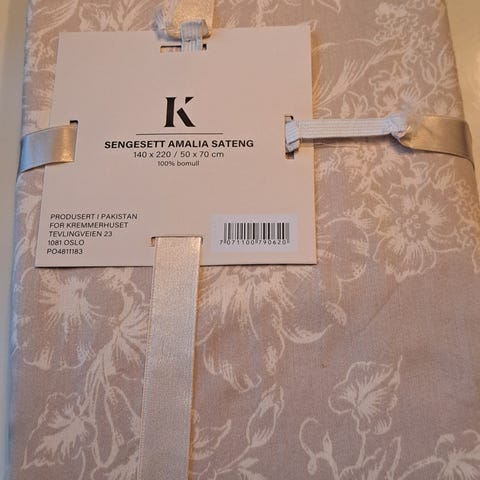 K
SENGESETT AMALIA SATENG
140 x 220 / 50 x 70 cm
100% bomull
PRODUSERT I PAKISTAN
FOR KREMMERHUSET
TEVLINGVEIEN 23
1081 OSLO
PO4811183
7071100790620